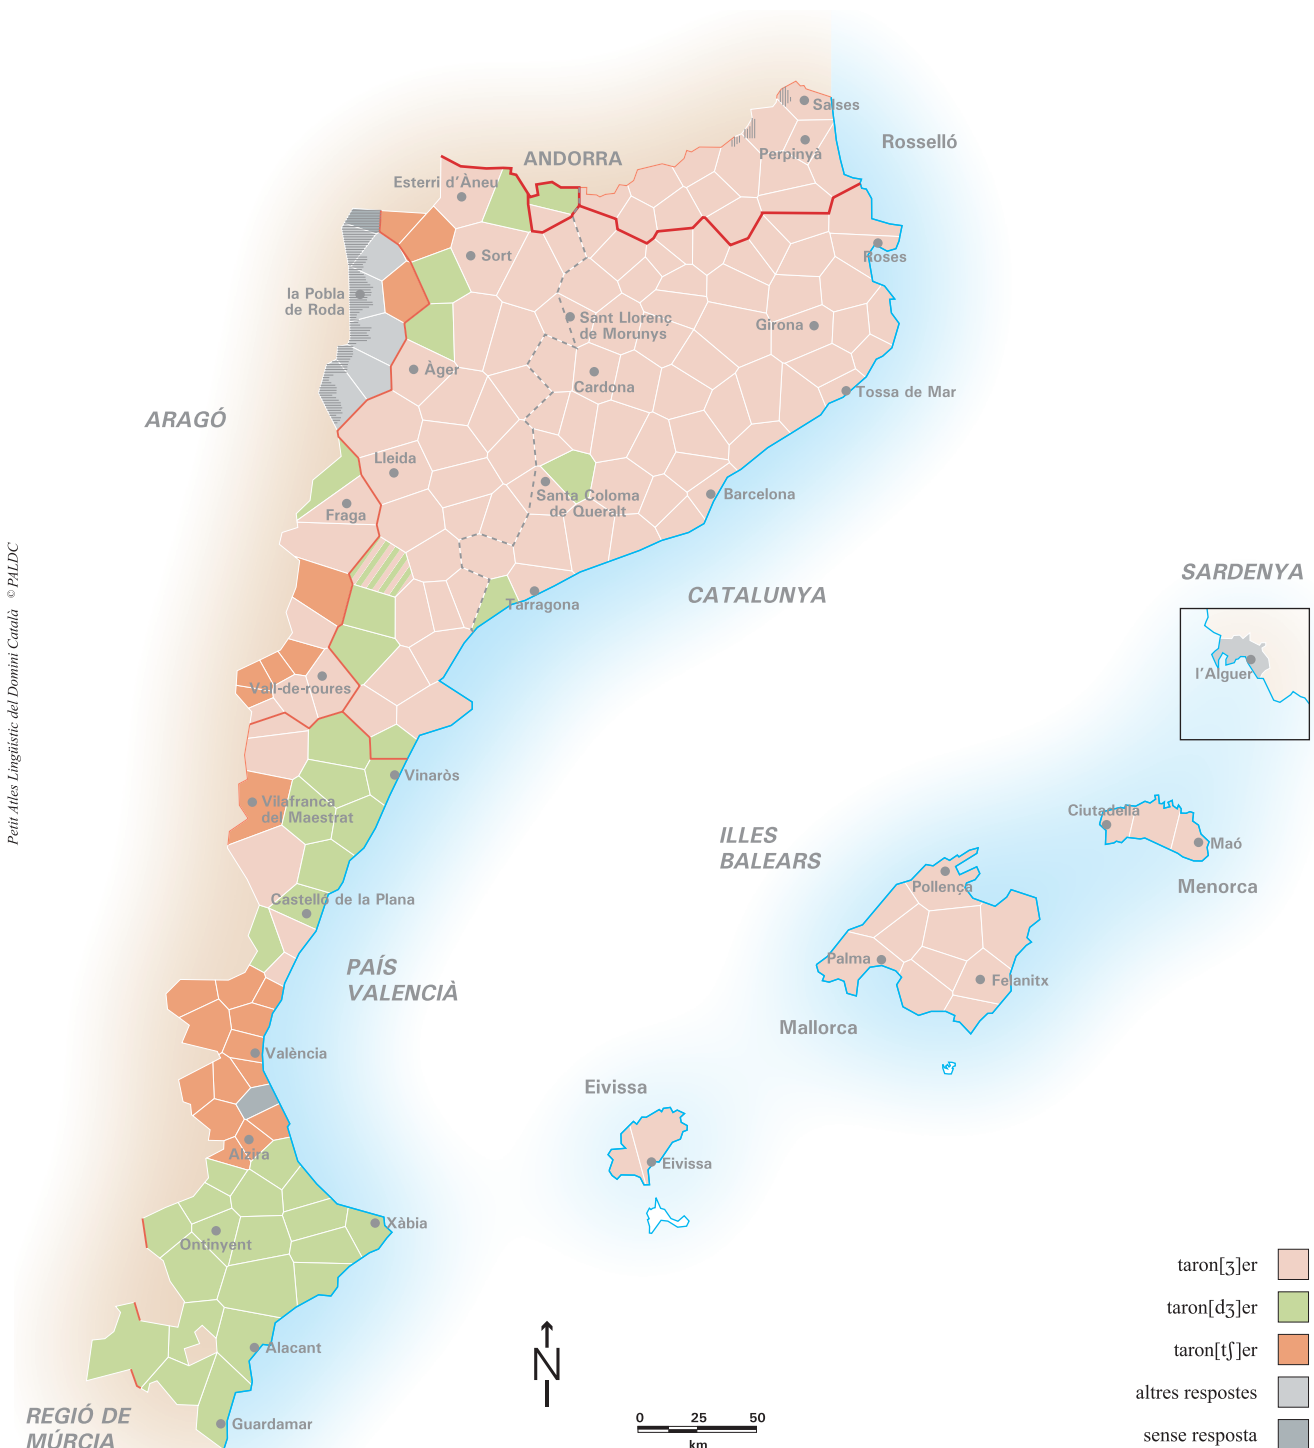 Salses
Rosselló
Perpinyà
ANDORRA
Esterri d'Àneu
Sort
Roses
la Pobla
de Roda
Sant Llorenç
de Morunys
Girona
Àger
Cardona
Tossa de Mar
ARAGÓ
Lleida
Santa Coloma
de Queralt
Barcelona
Fraga
Petit Atles Lingüístic del Domini Català © PALDC
SARDENYA
CATALUNYA
Tarragona
l'Alguer
Vall-de-roures
Vinaròs
Vilafranca
del Maestrat
Ciutadella
ILLES
BALEARS
Maó
Pollença
Menorca
Castelló de la Plana
PAÍS
VALENCIÀ
Palma
Felanitx
Mallorca
València
Eivissa
Alzira
Eivissa
Xàbia
Ontinyent
taron[ʒ]er
taron[dʒ]er
Alacant
taron[tʃ]er
N
altres respostes
REGIÓ DE
MÚRCIA
Guardamar
0 25 50
km
sense resposta